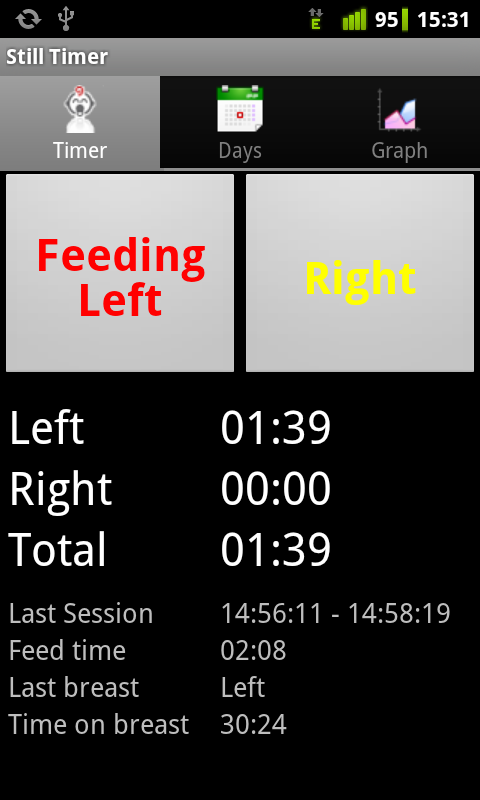 E 95 15:31
Still Timer
Timer Days Graph
Feeding Left Right
Left 01:39
Right 00:00
Total 01:39
Last Session 14:56:11 - 14:58:19
Feed time 02:08
Last breast Left
Time on breast 30:24